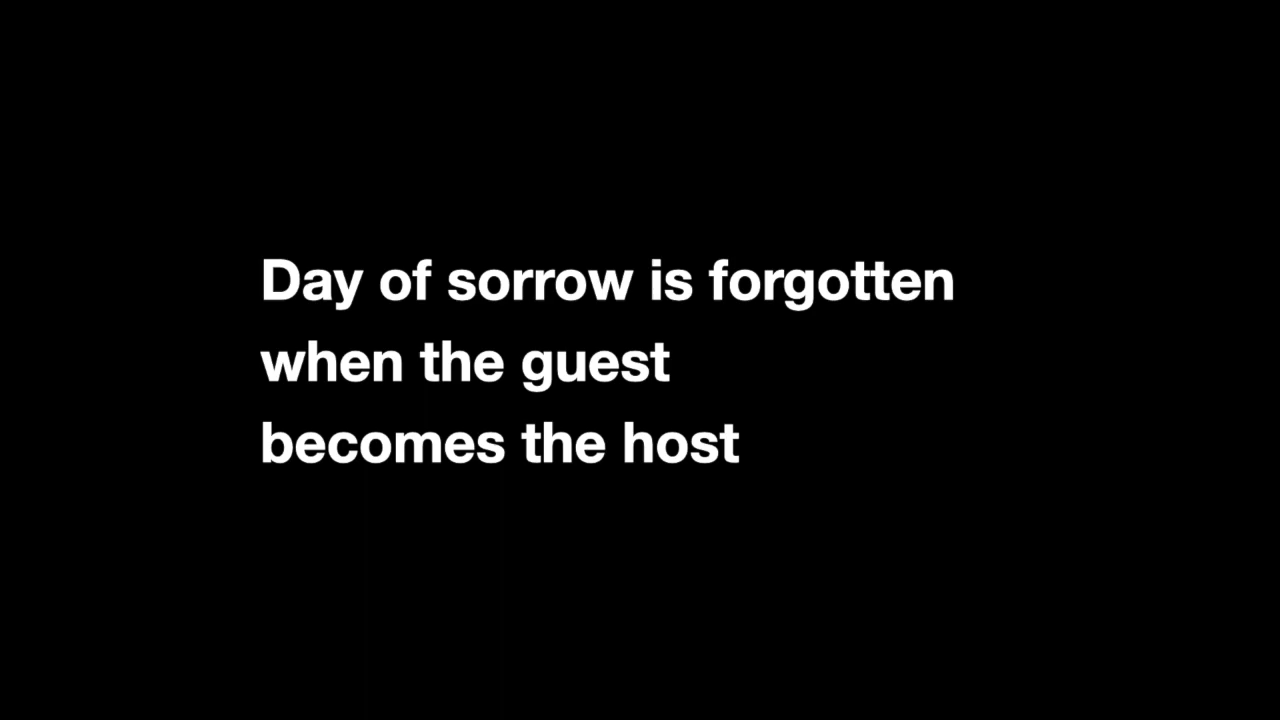 Day of sorrow is forgotten
when the guest
becomes the host